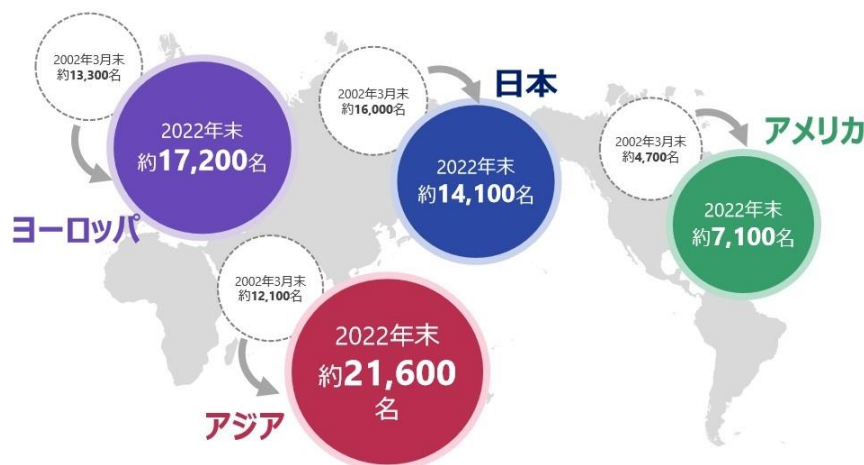 2002年3月末
約13,300名
2022年末
約17,200名
ヨーロッパ
2002年3月末
約16,000名
日本
2022年末
約14,100名
2002年3月末
約4,700名
アメリカ
2022年末
約7,100名
2002年3月末
約12,100名
2022年末
約21,600
名
アジア